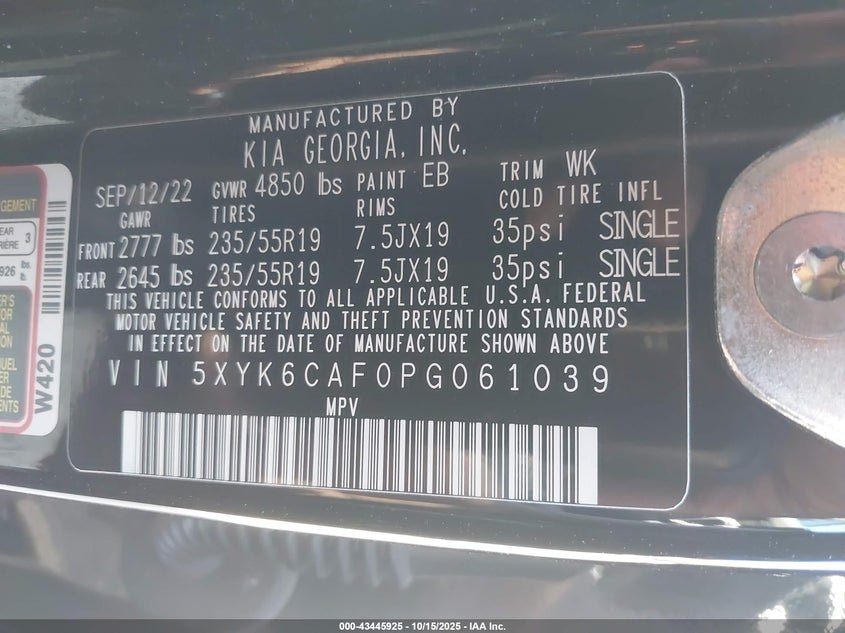 MANUFACTURED BY
KIA GEORGIA, INC.
SEP/12/22 GVWR 4850 lbs PAINT EB TRIM WK
GAWR TIRES RIMS COLD TIRE INFL
FRONT 2777 lbs 235/55R19 7.5JX19 35psi SINGLE
REAR 2645 lbs 235/55R19 7.5JX19 35psi SINGLE
THIS VEHICLE CONFORMS TO ALL APPLICABLE U.S.A. FEDERAL
MOTOR VEHICLE SAFETY AND THEFT PREVENTION STANDARDS
IN EFFECT ON THE DATE OF MANUFACTURE SHOWN ABOVE
VIN 5XYK6CAF0PG061039
MPV
3
926 lbs.
W420
000-43445925 - 10/15/2025 - IAA Inc.